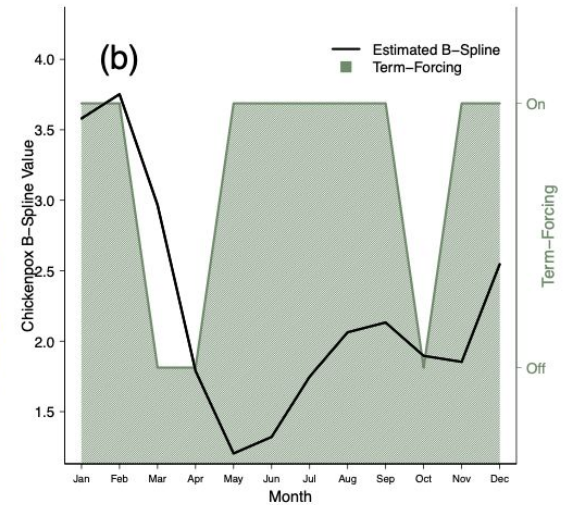 (b)
Estimated B−Spline
Term−Forcing
Chickenpox B−Spline Value
4.0
3.5
3.0
2.5
2.0
1.5
On
Off
Term−Forcing
Jan Feb Mar Apr May Jun Jul Aug Sep Oct Nov Dec
Month